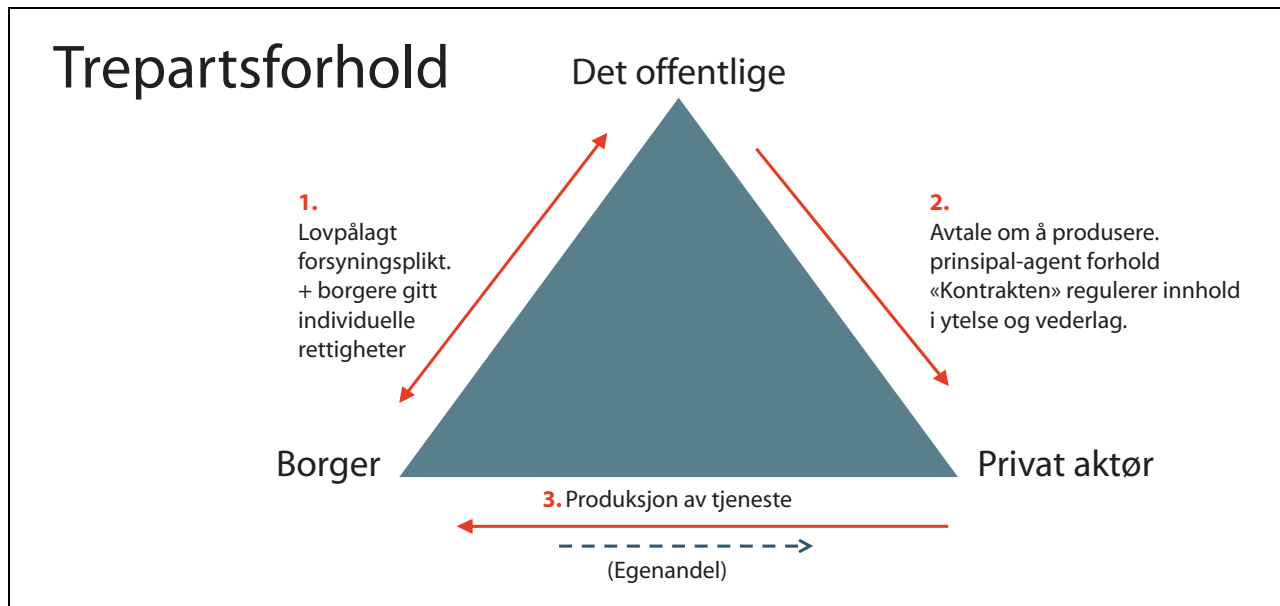 Trepartsforhold
Det offentlige
1.
Lovpålagt
forsyningsplikt.
+ borgere gitt
individuelle
rettigheter
2.
Avtale om å produsere.
prinsipal-agent forhold
«Kontrakten» regulerer innhold
i ytelse og vederlag.
Borger
Privat aktør
3. Produksjon av tjeneste
(Egenandel)